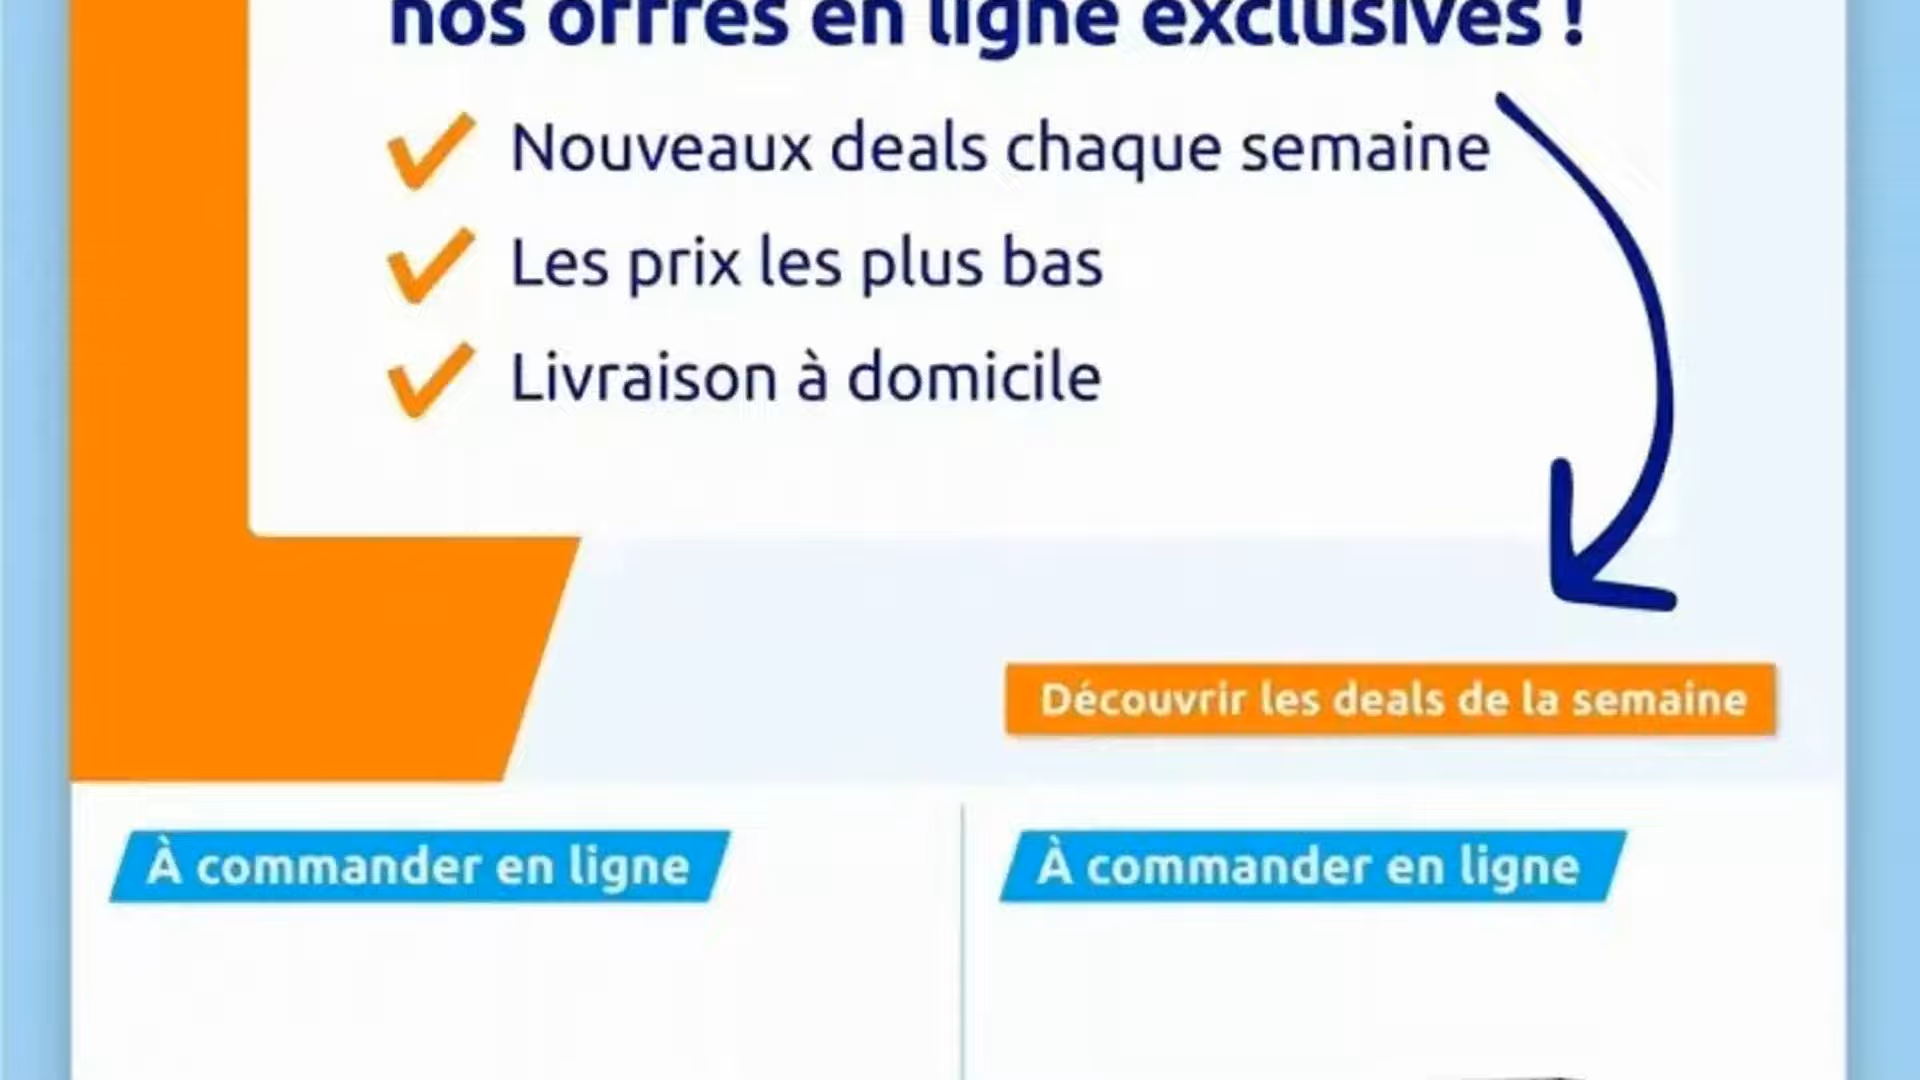 nos offres en ligne exclusives !
Nouveaux deals chaque semaine
Les prix les plus bas
Livraison à domicile
Découvrir les deals de la semaine
À commander en ligne
À commander en ligne